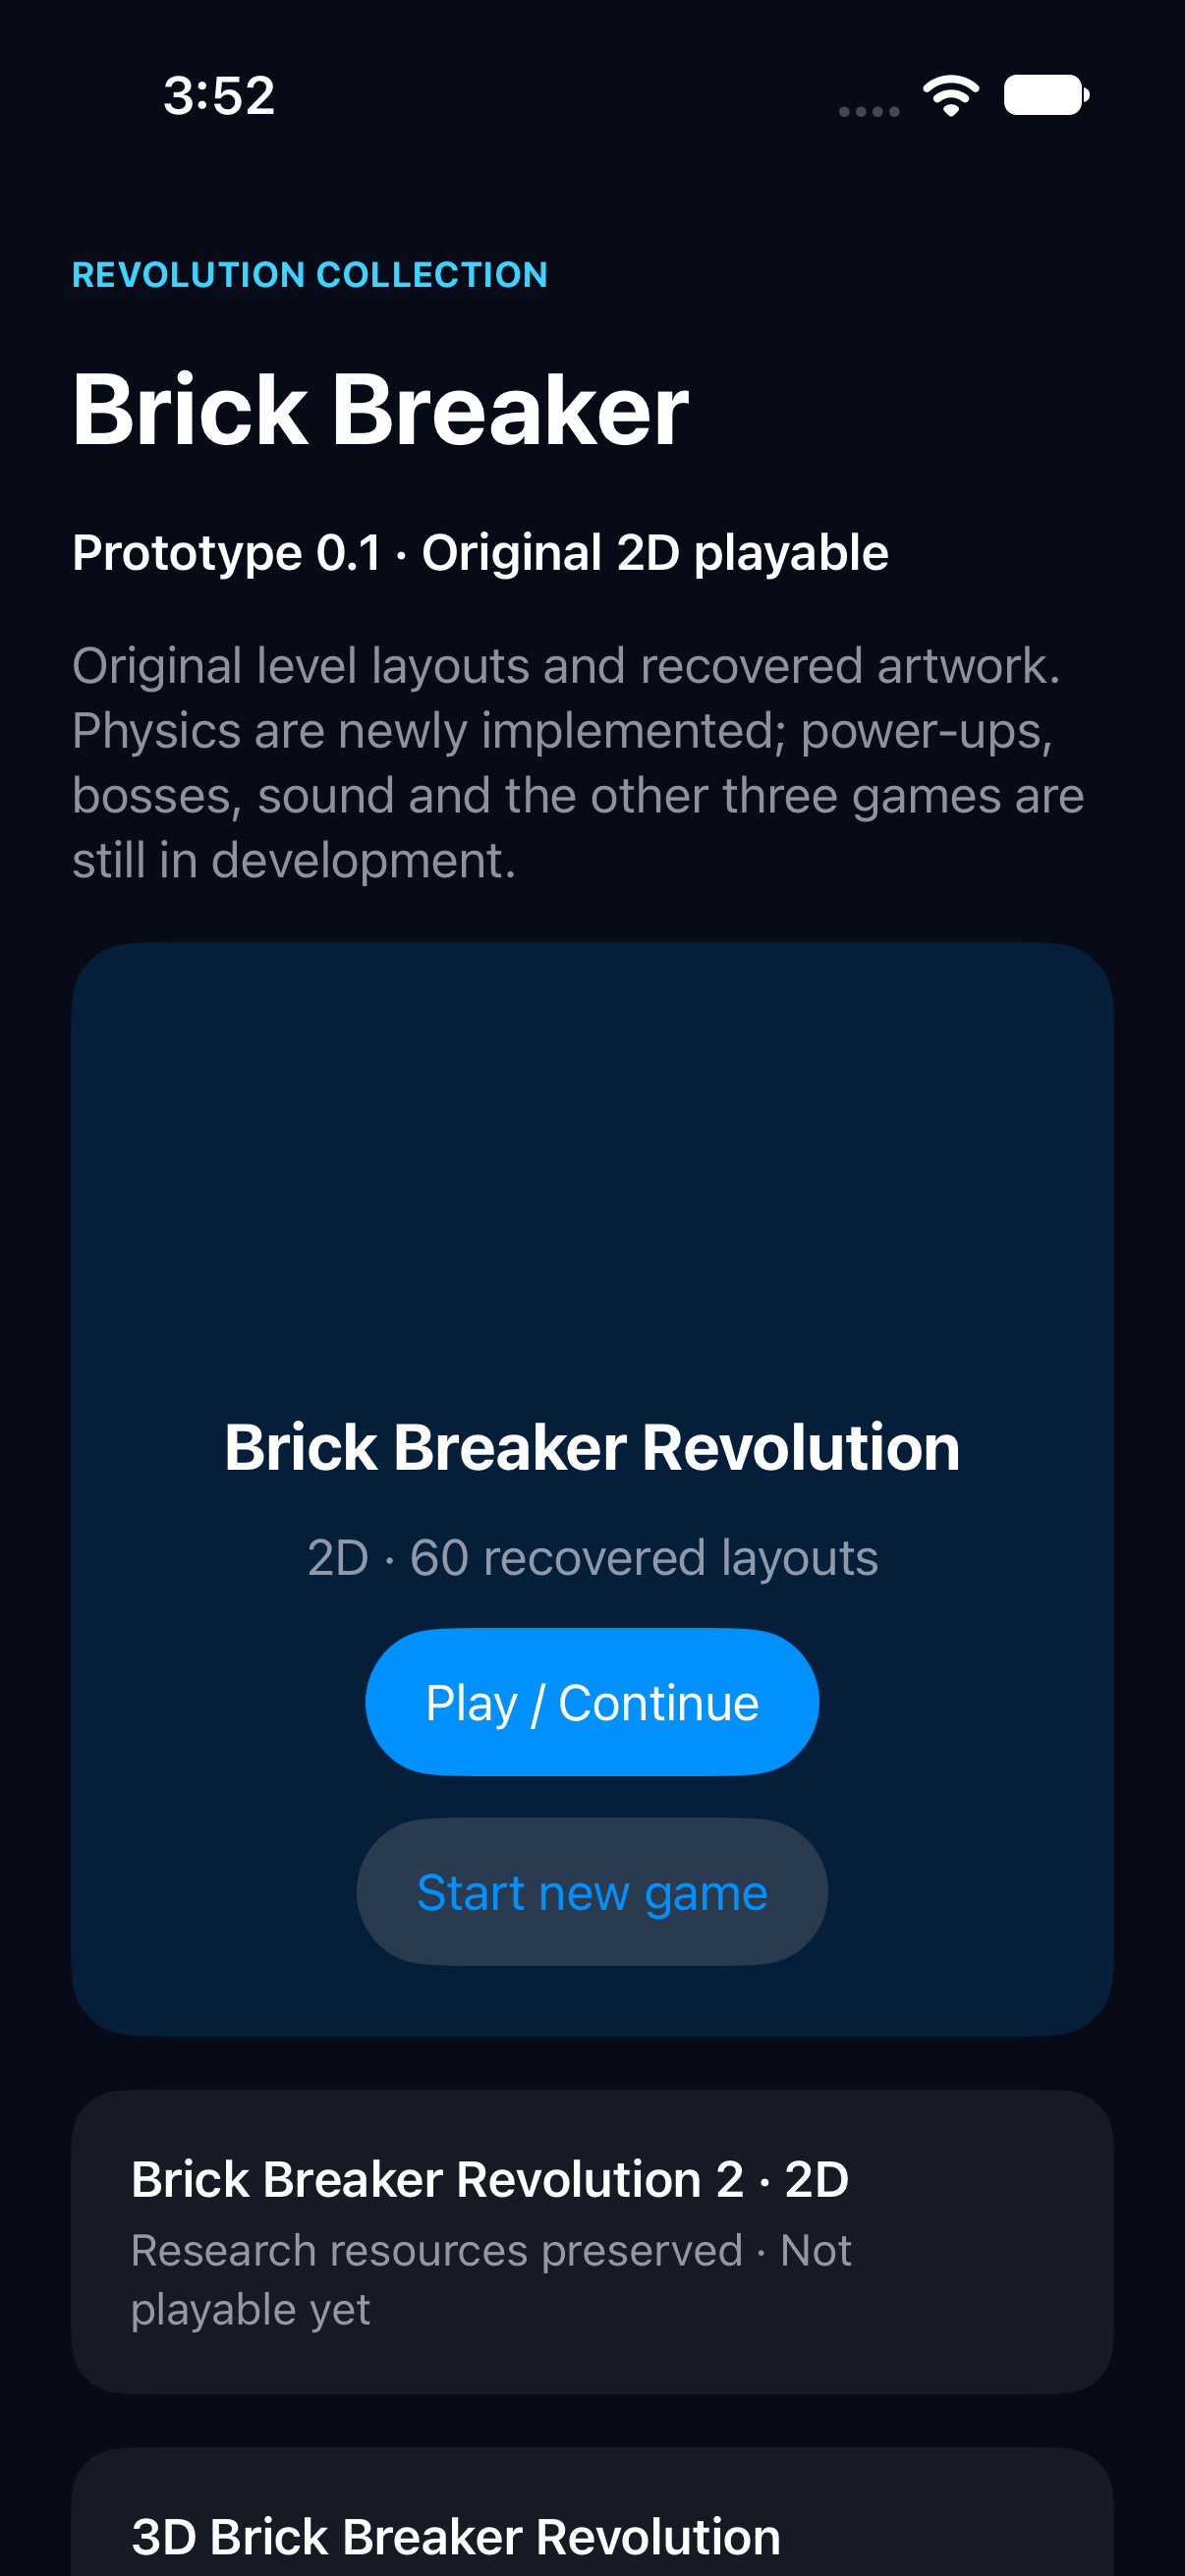 3:52
REVOLUTION COLLECTION
Brick Breaker
Prototype 0.1 · Original 2D playable
Original level layouts and recovered artwork.
Physics are newly implemented; power-ups,
bosses, sound and the other three games are
still in development.
Brick Breaker Revolution
2D · 60 recovered layouts
Play / Continue
Start new game
Brick Breaker Revolution 2 · 2D
Research resources preserved · Not
playable yet
3D Brick Breaker Revolution